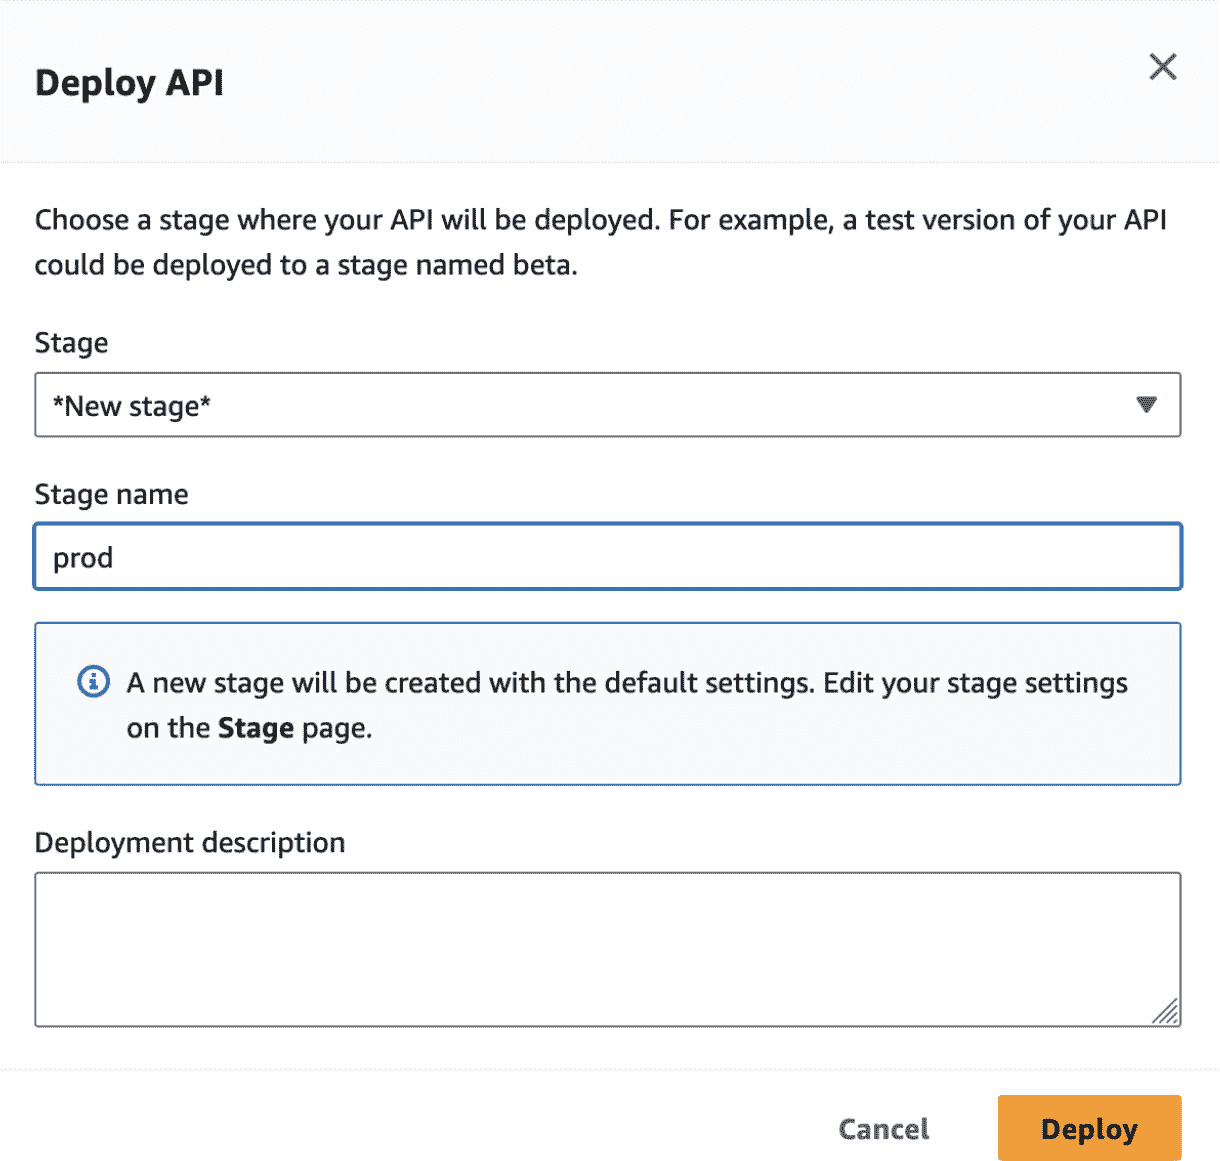 Deploy API
Choose a stage where your API will be deployed. For example, a test version of your API
could be deployed to a stage named beta.
Stage
*New stage*
Stage name
prod
A new stage will be created with the default settings. Edit your stage settings
on the Stage page.
Deployment description
Cancel
Deploy